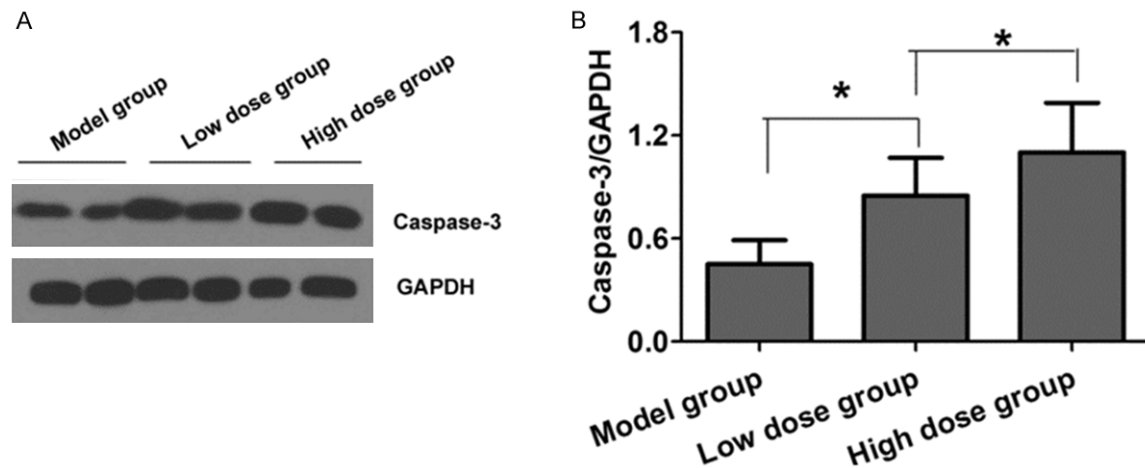 A
Model group
Low dose group
High dose group
Caspase-3
GAPDH
B
Caspase-3/GAPDH
1.8
1.2
0.6
0.0
*
*
Model group
Low dose group
High dose group